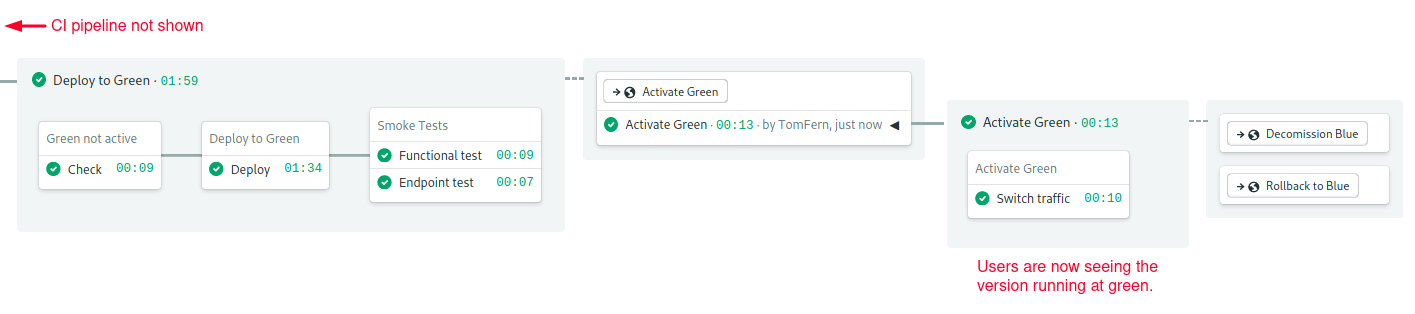 CI pipeline not shown
Deploy to Green · 01:59
Green not active
Check 00:09
Deploy to Green
Deploy 01:34
Smoke Tests
Functional test 00:09
Endpoint test 00:07
Activate Green
Activate Green · 00:13 · by TomFern, just now
Activate Green · 00:13
Activate Green
Switch traffic 00:10
Decomission Blue
Rollback to Blue
Users are now seeing the
version running at green.